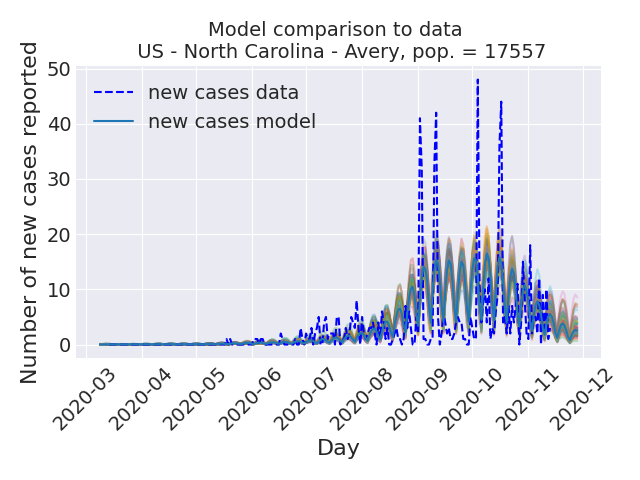 Model comparison to data
US - North Carolina - Avery, pop. = 17557
Number of new cases reported
50
40
30
20
10
0
new cases data
new cases model
2020-03
2020-04
2020-05
2020-06
2020-07
2020-08
2020-09
2020-10
2020-11
2020-12
Day